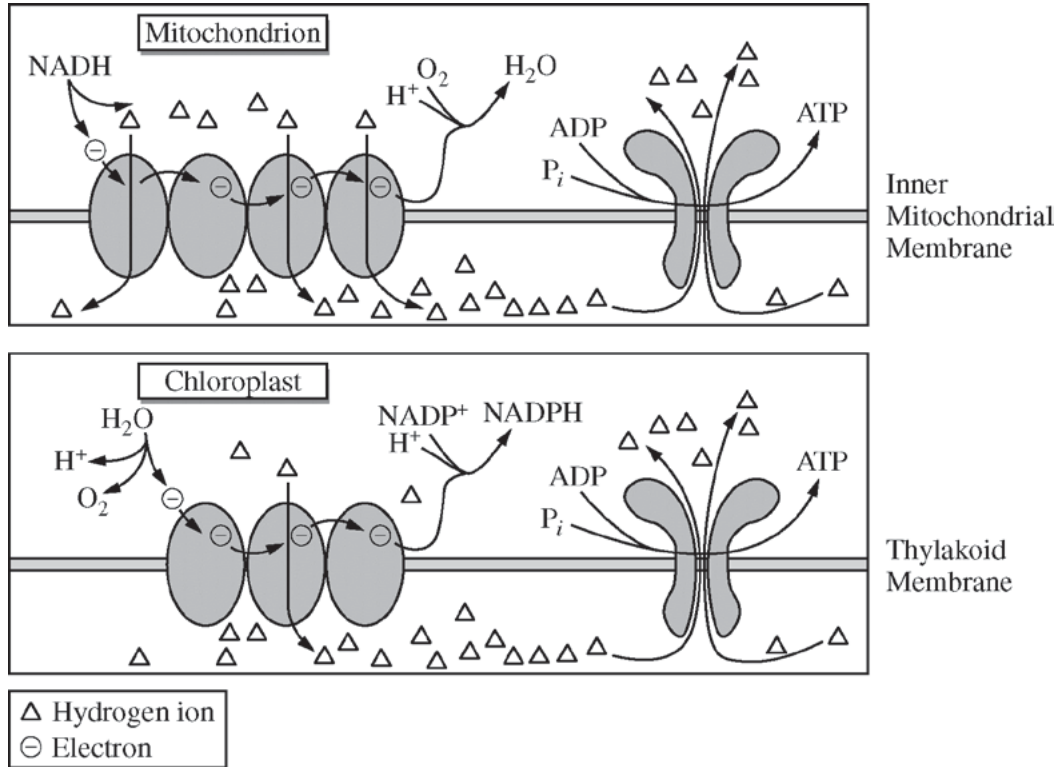 Mitochondrion
NADH
O₂
H⁺
H₂O
ADP
Pᵢ
ATP
Inner
Mitochondrial
Membrane
Chloroplast
H₂O
H⁺
O₂
NADP⁺
H⁺
NADPH
ADP
Pᵢ
ATP
Thylakoid
Membrane
Hydrogen ion
Electron